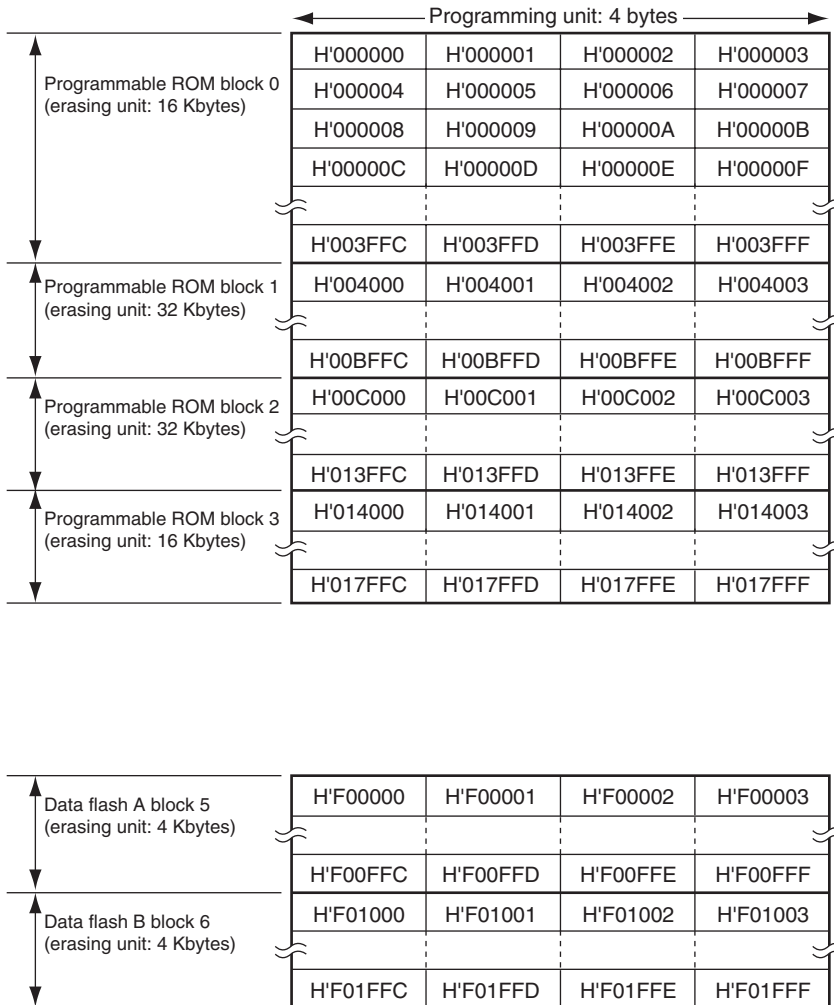 Programming unit: 4 bytes
Programmable ROM block 0
(erasing unit: 16 Kbytes)
H'000000 H'000001 H'000002 H'000003
H'000004 H'000005 H'000006 H'000007
H'000008 H'000009 H'00000A H'00000B
H'00000C H'00000D H'00000E H'00000F
H'003FFC H'003FFD H'003FFE H'003FFF
Programmable ROM block 1
(erasing unit: 32 Kbytes)
H'004000 H'004001 H'004002 H'004003
H'00BFFC H'00BFFD H'00BFFE H'00BFFF
Programmable ROM block 2
(erasing unit: 32 Kbytes)
H'00C000 H'00C001 H'00C002 H'00C003
H'013FFC H'013FFD H'013FFE H'013FFF
Programmable ROM block 3
(erasing unit: 16 Kbytes)
H'014000 H'014001 H'014002 H'014003
H'017FFC H'017FFD H'017FFE H'017FFF
Data flash A block 5
(erasing unit: 4 Kbytes)
H'F00000 H'F00001 H'F00002 H'F00003
H'F00FFC H'F00FFD H'F00FFE H'F00FFF
Data flash B block 6
(erasing unit: 4 Kbytes)
H'F01000 H'F01001 H'F01002 H'F01003
H'F01FFC H'F01FFD H'F01FFE H'F01FFF